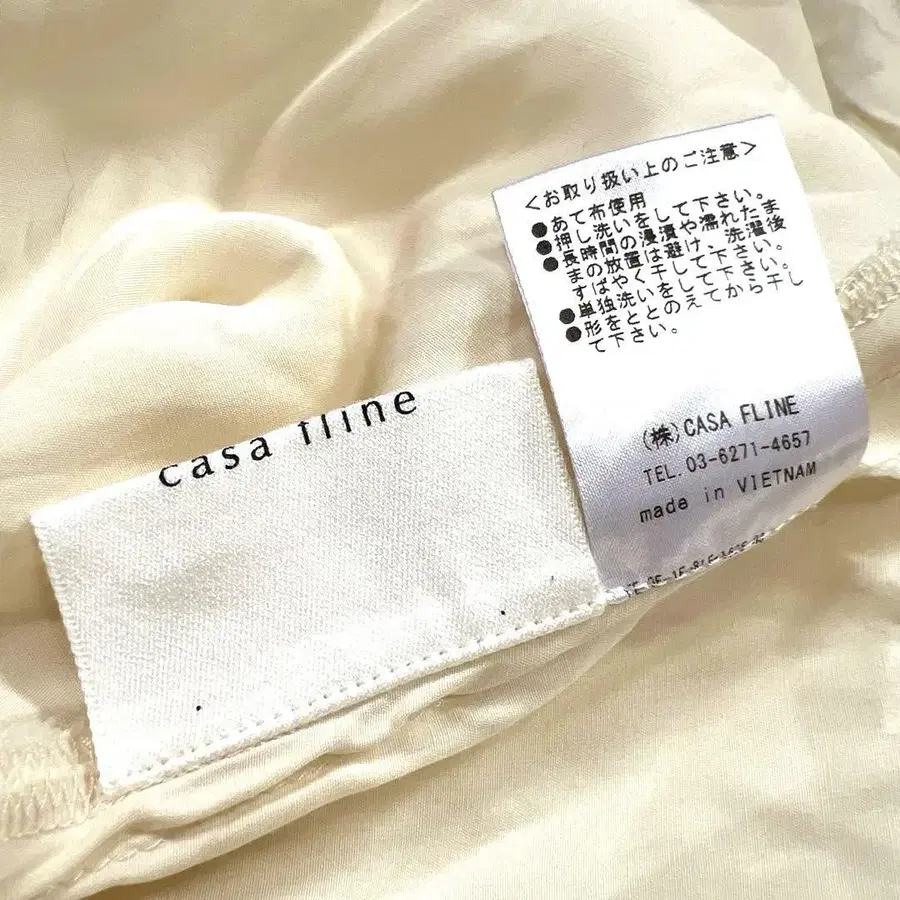 casa fline
<お取り扱い上のご注意>
●あて布使用
●押し洗いをして下さい。
●長時間の浸漬や濡れたま
まの放置は避け、洗濯後
すばやく干して下さい。
●単独洗いをして下さい。
●形をととのえてから干し
て下さい。
(株)CASA FLINE
TEL.03-6271-4657
made in VIETNAM